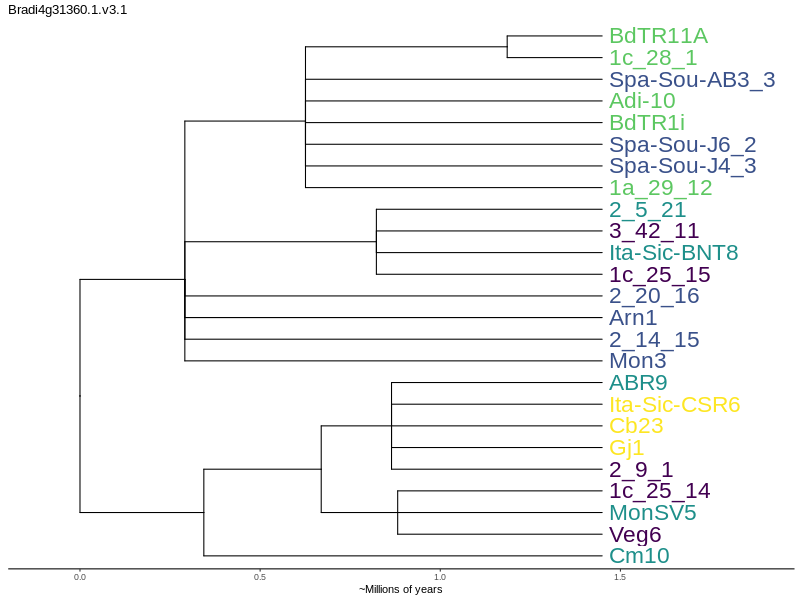 Bradi4g31360.1.v3.1
BdTR11A
1c_28_1
Spa-Sou-AB3_3
Adi-10
BdTR1i
Spa-Sou-J6_2
Spa-Sou-J4_3
1a_29_12
2_5_21
3_42_11
Ita-Sic-BNT8
1c_25_15
2_20_16
Arn1
2_14_15
Mon3
ABR9
Ita-Sic-CSR6
Cb23
Gj1
2_9_1
1c_25_14
MonSV5
Veg6
Cm10
0.0 0.5 1.0 1.5
~Millions of years